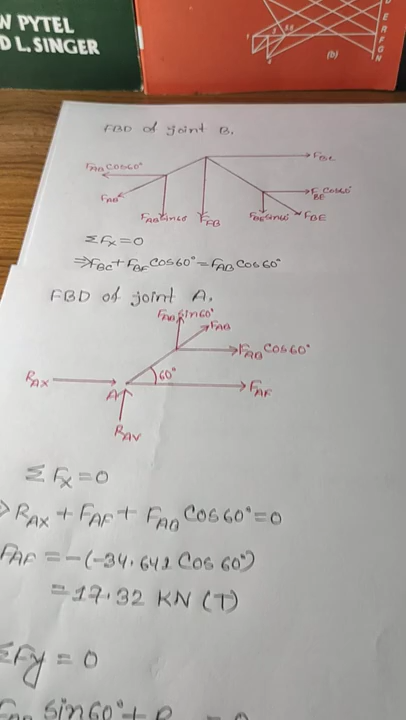 N PYTEL
D L. SINGER
(b)
E
R
F
G
N
FBD of joint B.
F_BC
F_AB Cos60°
F_BE Cos60°
F_AB
F_AB sin60
F_FB
F_BE sin60
F_BE
ΣFx=0
⇒F_BC+F_BE Cos60°=F_AB Cos60°
FBD of joint A.
F_AB sin60°
F_AB
F_AB Cos60°
R_AX
60°
A
F_AF
R_AV
ΣFx=0
⇒R_AX+F_AF+F_AB Cos60°=0
F_AF=-(-34.641 Cos60°)
=17.32 KN (T)
ΣFy=0
sin60°+